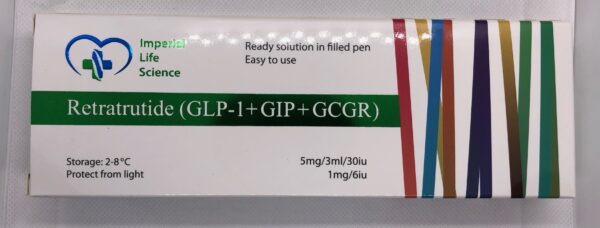 Imperial
Life
Science
Ready solution in filled pen
Easy to use
Retratrutide (GLP-1+GIP+GCGR)
Storage: 2-8°C
Protect from light
5mg/3ml/30iu
1mg/6iu